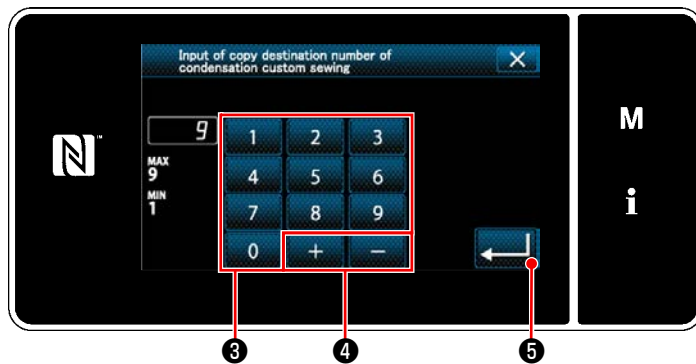 Input of copy destination number of
condensation custom sewing
9
1 2 3
MAX
9
4 5 6
MIN
1
7 8 9
0 + −
M
i
N™
❸ ❹ ❺